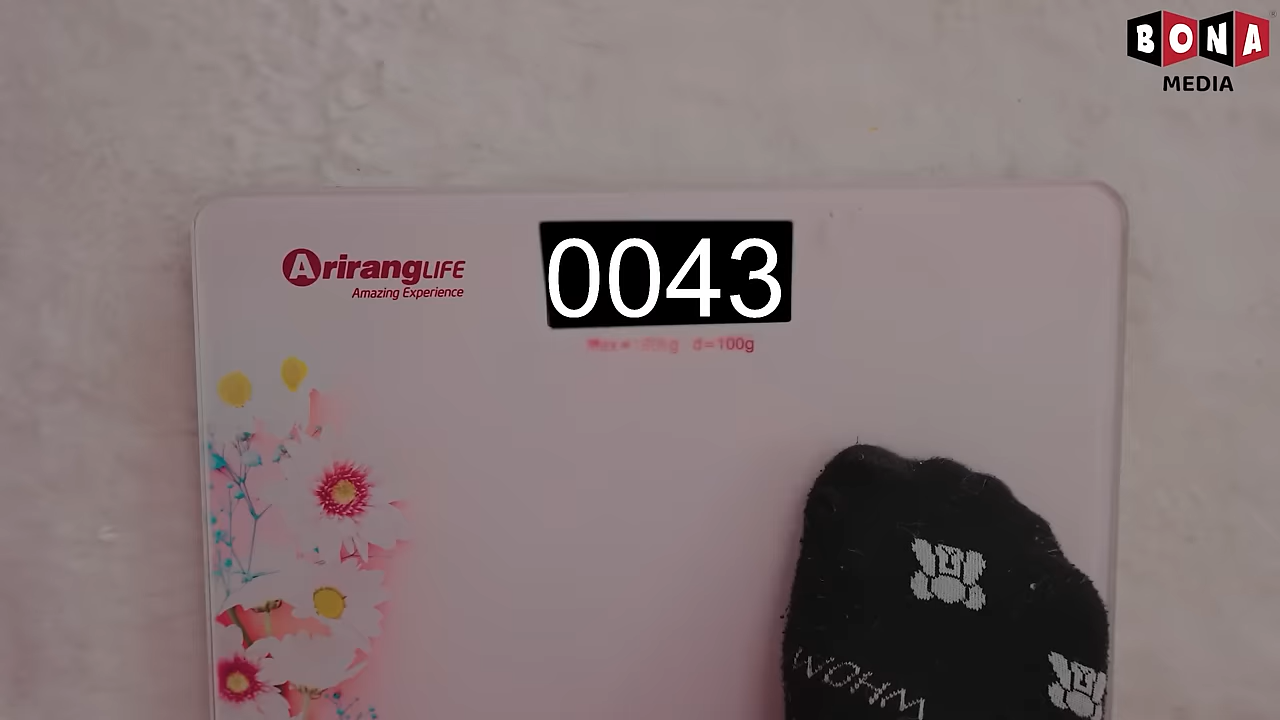 BONA
MEDIA
ArirangLIFE
Amazing Experience
0043
d=100g